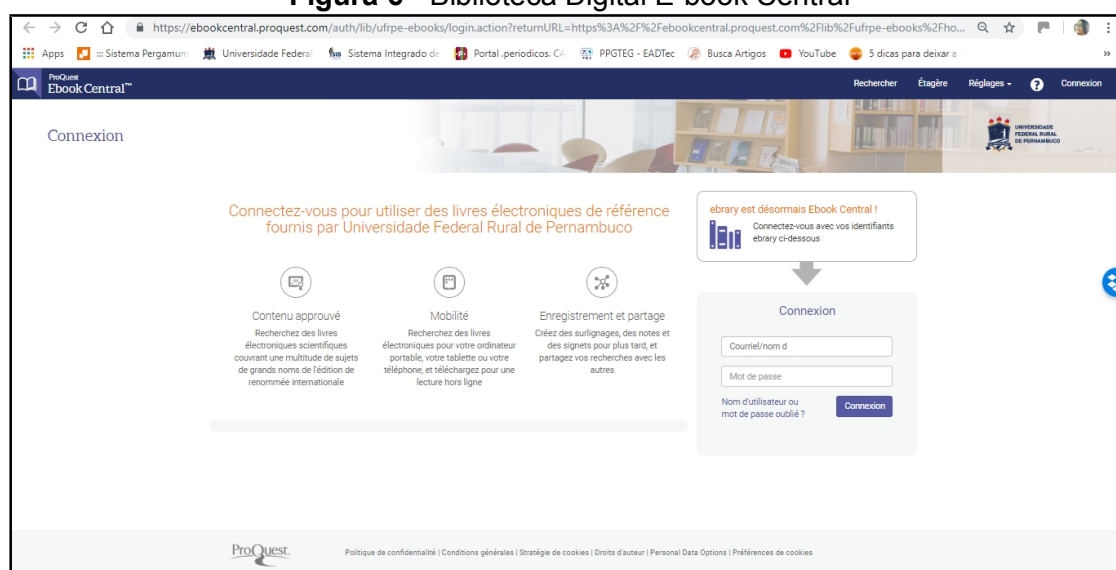 Figura 6 - Biblioteca Digital E-book Central
https://ebookcentral.proquest.com/auth/lib/ufrpe-ebooks/login.action?returnURL=https%3A%2F%2Febookcentral.proquest.com%2Flib%2Fufrpe-ebooks%2Fho...
Apps ::: Sistema Pergamum Universidade Federal Sistema Integrado de Portal .periodicos. CA PPGTEG - EADTec Busca Artigos YouTube 5 dicas para deixar a »
ProQuest
Ebook Central™
Rechercher Étagère Réglages ? Connexion
Connexion
UNIVERSIDADE
FEDERAL RURAL
DE PERNAMBUCO
Connectez-vous pour utiliser des livres électroniques de référence
fournis par Universidade Federal Rural de Pernambuco
Contenu approuvé
Recherchez des livres
électroniques scientifiques
couvrant une multitude de sujets
de grands noms de l'édition de
renommée internationale
Mobilité
Recherchez des livres
électroniques pour votre ordinateur
portable, votre tablette ou votre
téléphone, et téléchargez pour une
lecture hors ligne
Enregistrement et partage
Créez des surlignages, des notes et
des signets pour plus tard, et
partagez vos recherches avec les
autres
ebrary est désormais Ebook Central !
Connectez-vous avec vos identifiants
ebrary ci-dessous
Connexion
Courriel/nom d
Mot de passe
Nom d'utilisateur ou
mot de passe oublié ?
Connexion
ProQuest.
Politique de confidentialité | Conditions générales | Stratégie de cookies | Droits d'auteur | Personal Data Options | Préférences de cookies